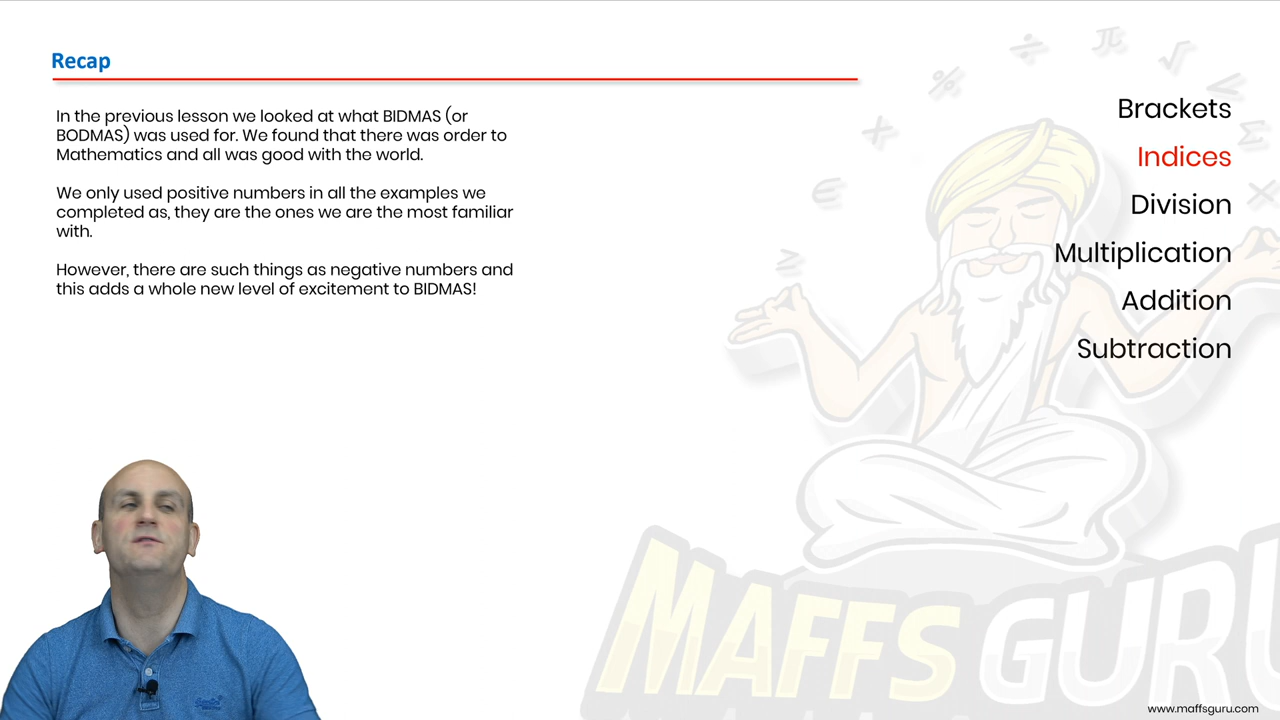 Recap
In the previous lesson we looked at what BIDMAS (or
BODMAS) was used for. We found that there was order to
Mathematics and all was good with the world.
We only used positive numbers in all the examples we
completed as, they are the ones we are the most familiar
with.
However, there are such things as negative numbers and
this adds a whole new level of excitement to BIDMAS!
Brackets
Indices
Division
Multiplication
Addition
Subtraction
MAFFS GURU
www.maffsguru.com